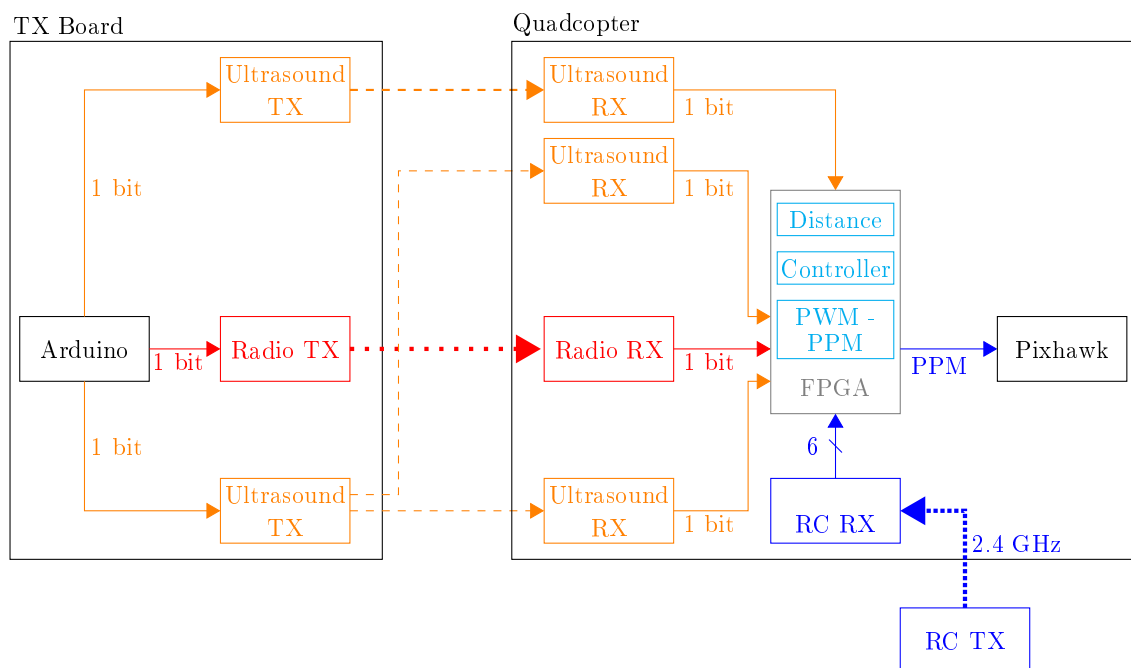 TX Board
Quadcopter
Ultrasound
TX
Ultrasound
RX
1 bit
Ultrasound
RX
1 bit
1 bit
Distance
Controller
PWM -
PPM
FPGA
Arduino
1 bit
Radio TX
Radio RX
1 bit
PPM
Pixhawk
1 bit
6
Ultrasound
TX
Ultrasound
RX
1 bit
RC RX
2.4 GHz
RC TX